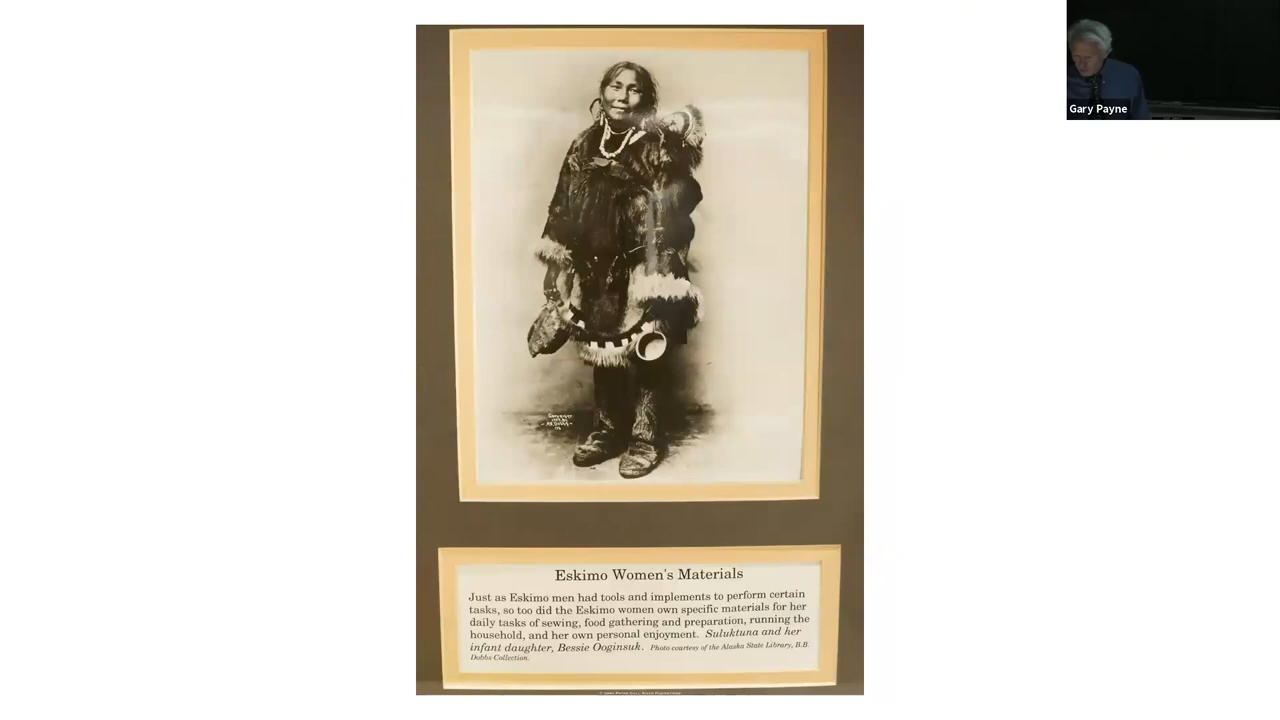 Gary Payne
Eskimo Women's Materials
Just as Eskimo men had tools and implements to perform certain
tasks, so too did the Eskimo women own specific materials for her
daily tasks of sewing, food gathering and preparation, running the
household, and her own personal enjoyment. Suluktuna and her
infant daughter, Bessie Ooginsuk. Photo courtesy of the Alaska State Library, B.B.
Dobbs Collection.